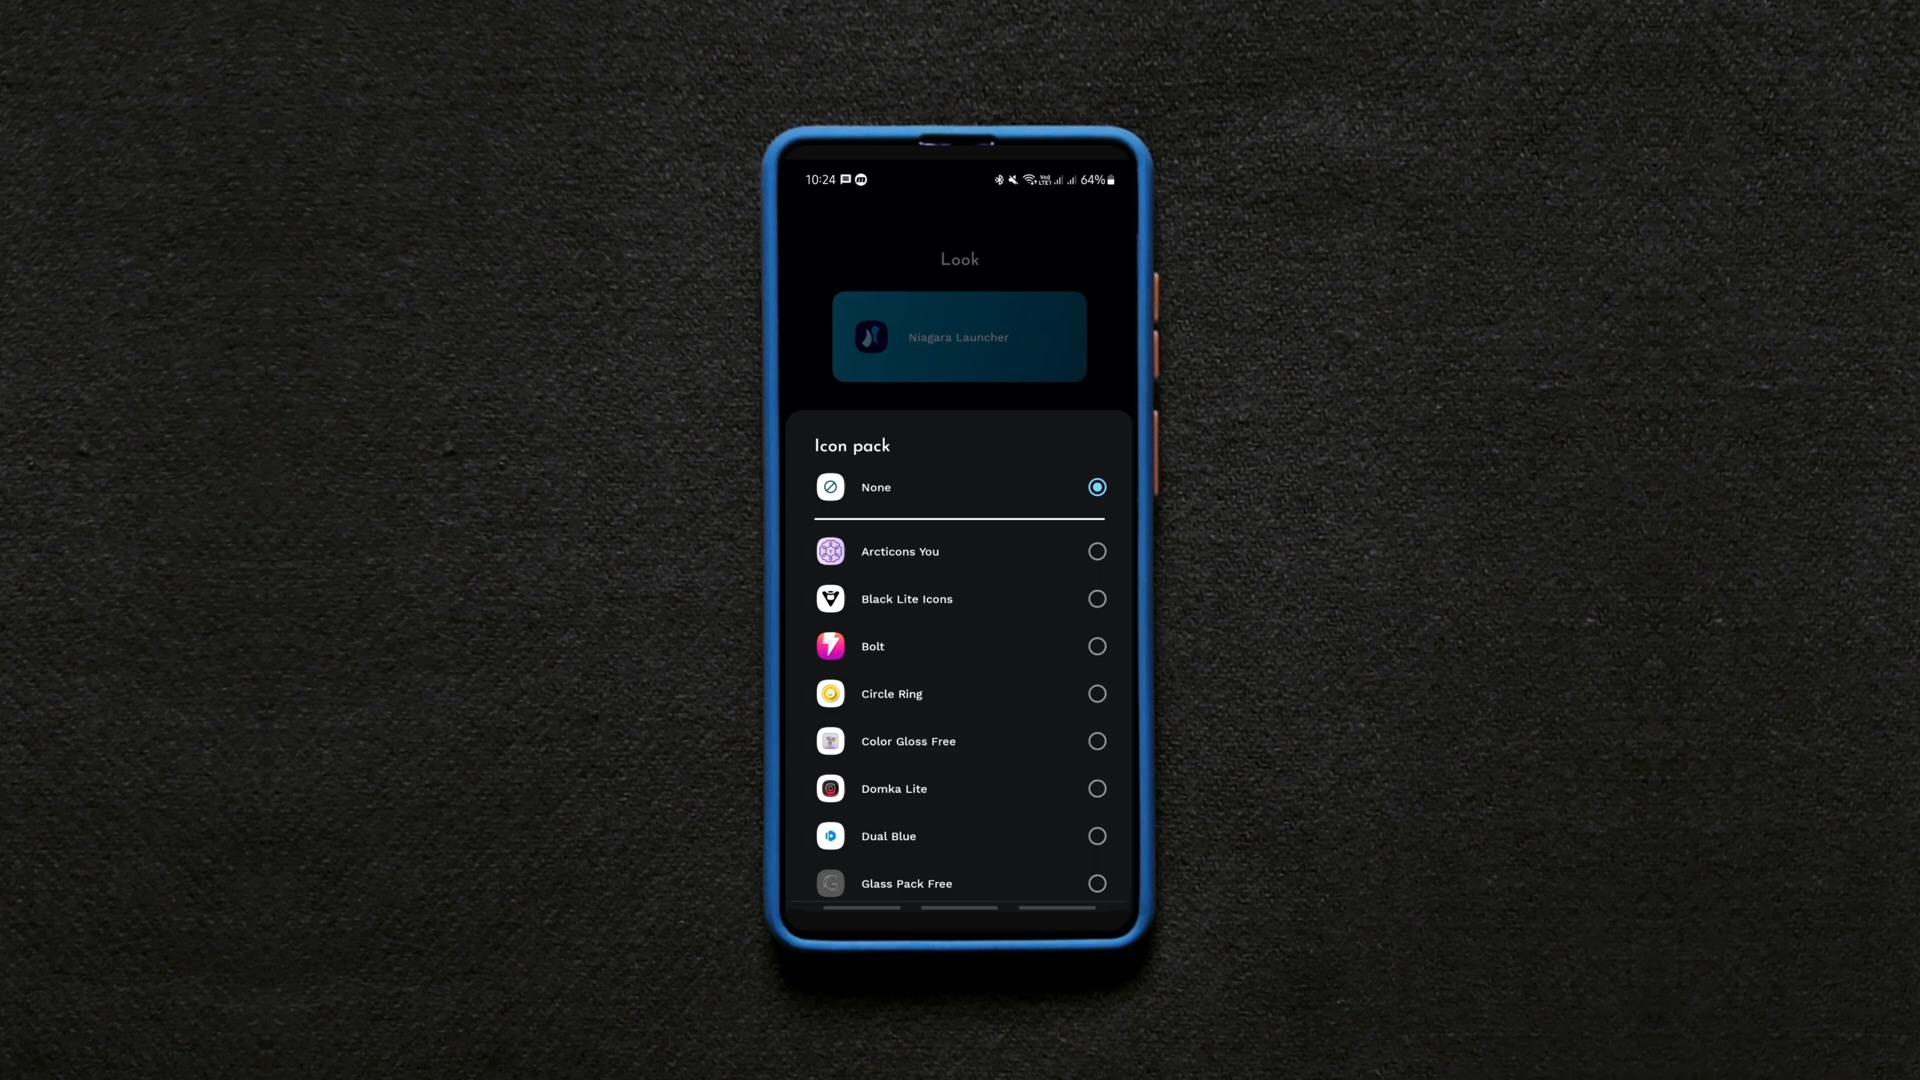 10:24
64%
Look
Niagara Launcher
Icon pack
None
Arcticons You
Black Lite Icons
Bolt
Circle Ring
Color Gloss Free
Domka Lite
Dual Blue
Glass Pack Free